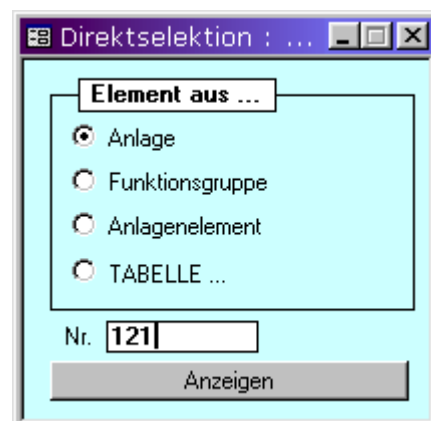 Direktselektion : ...
Element aus ...
Anlage
Funktionsgruppe
Anlagenelement
TABELLE ...
Nr. 121
Anzeigen